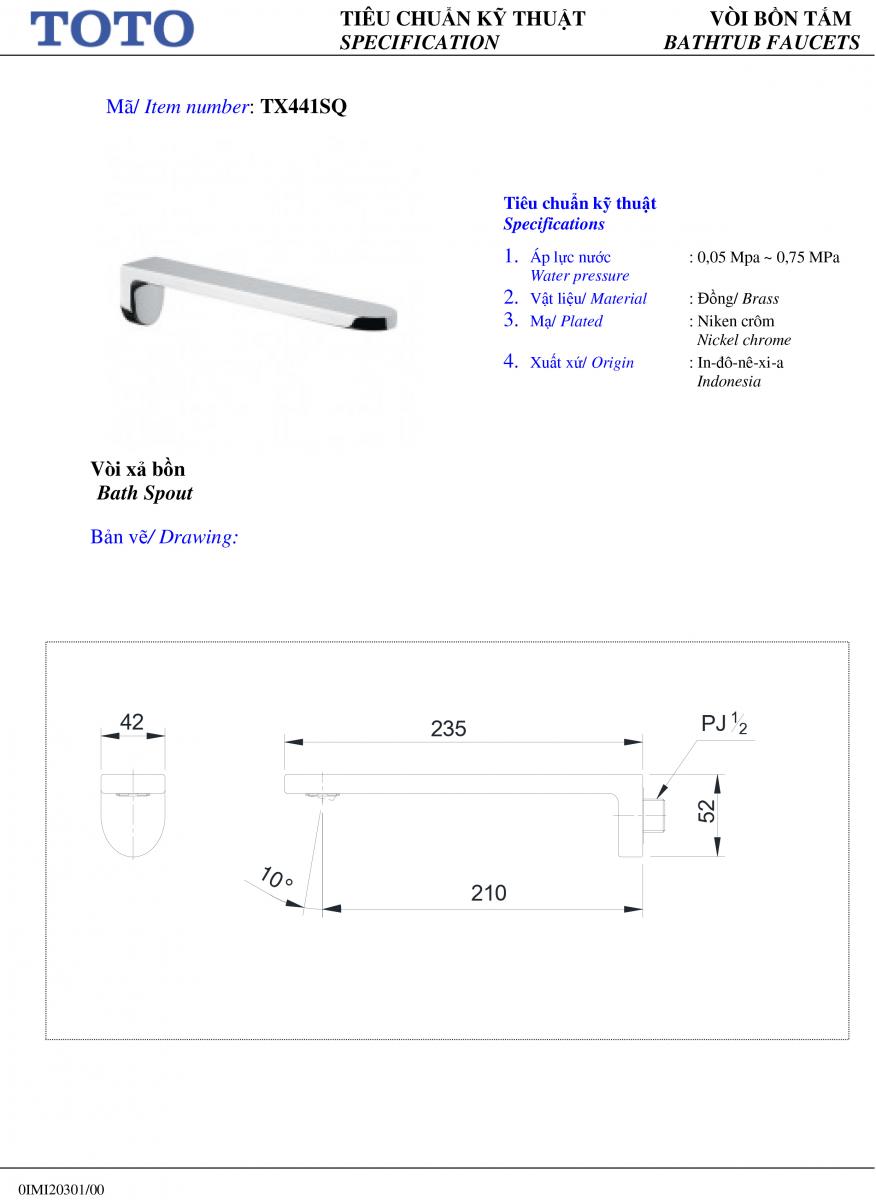 TOTO
TIÊU CHUẨN KỸ THUẬT
VÒI BỒN TẮM
SPECIFICATION
BATHTUB FAUCETS
Mã/ Item number: TX441SQ
Tiêu chuẩn kỹ thuật
Specifications
1. Áp lực nước : 0,05 Mpa ~ 0,75 MPa
Water pressure
2. Vật liệu/ Material : Đồng/ Brass
3. Mạ/ Plated : Niken crôm
Nickel chrome
4. Xuất xứ/ Origin : In-đô-nê-xi-a
Indonesia
Vòi xả bồn
Bath Spout
Bản vẽ/ Drawing:
42
235
PJ 1/2
52
10°
210
0IMI20301/00